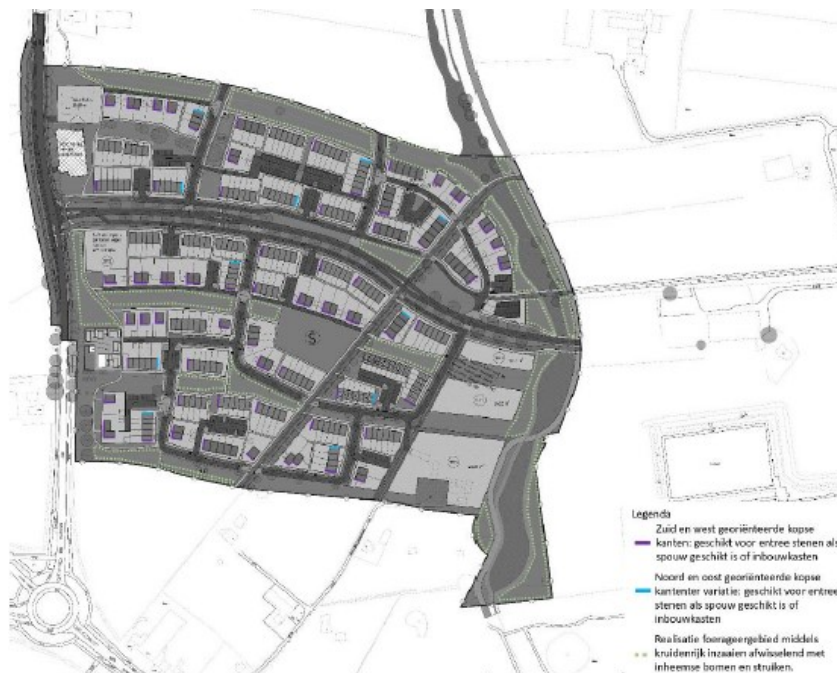 Legenda
Zuid en west georiënteerde kopse
kanten: geschikt voor entree stenen als
spouw geschikt is of inbouwkasten
Noord en oost georiënteerde kopse
kantenter variatie: geschikt voor entree
stenen als spouw geschikt is of
inbouwkasten
Realisatie foerageergebied middels
kruidenrijk inzaaien afwisselend met
inheemse bomen en struiken.